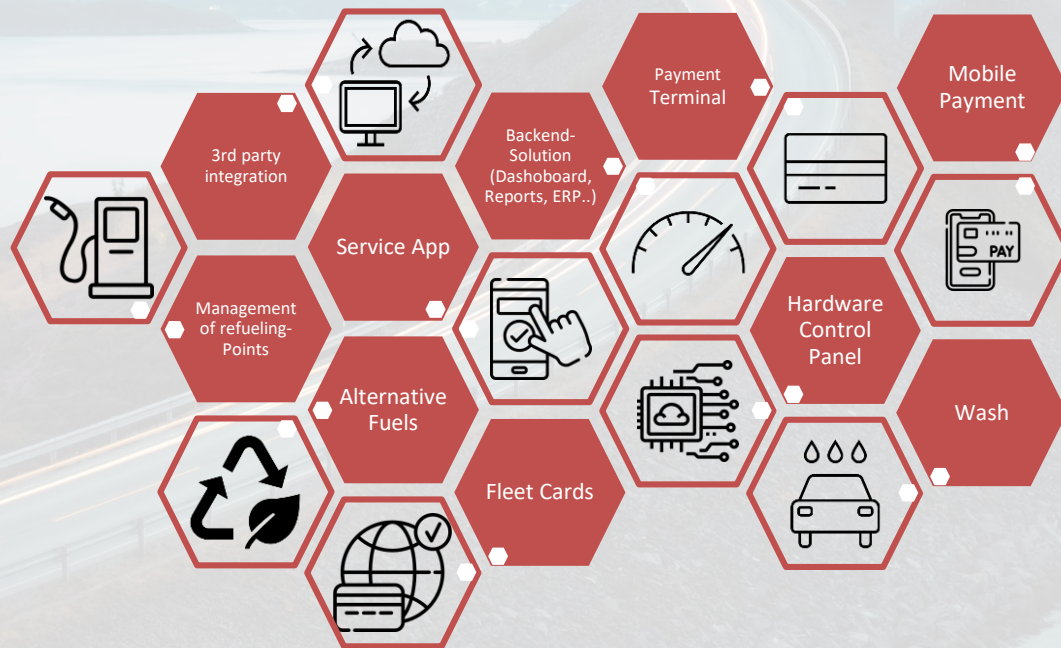 Payment
Terminal
Mobile
Payment
3rd party
integration
Backend-
Solution
(Dashoboard,
Reports, ERP..)
Service App
PAY
Management
of refueling-
Points
Hardware
Control
Panel
Alternative
Fuels
Wash
Fleet Cards